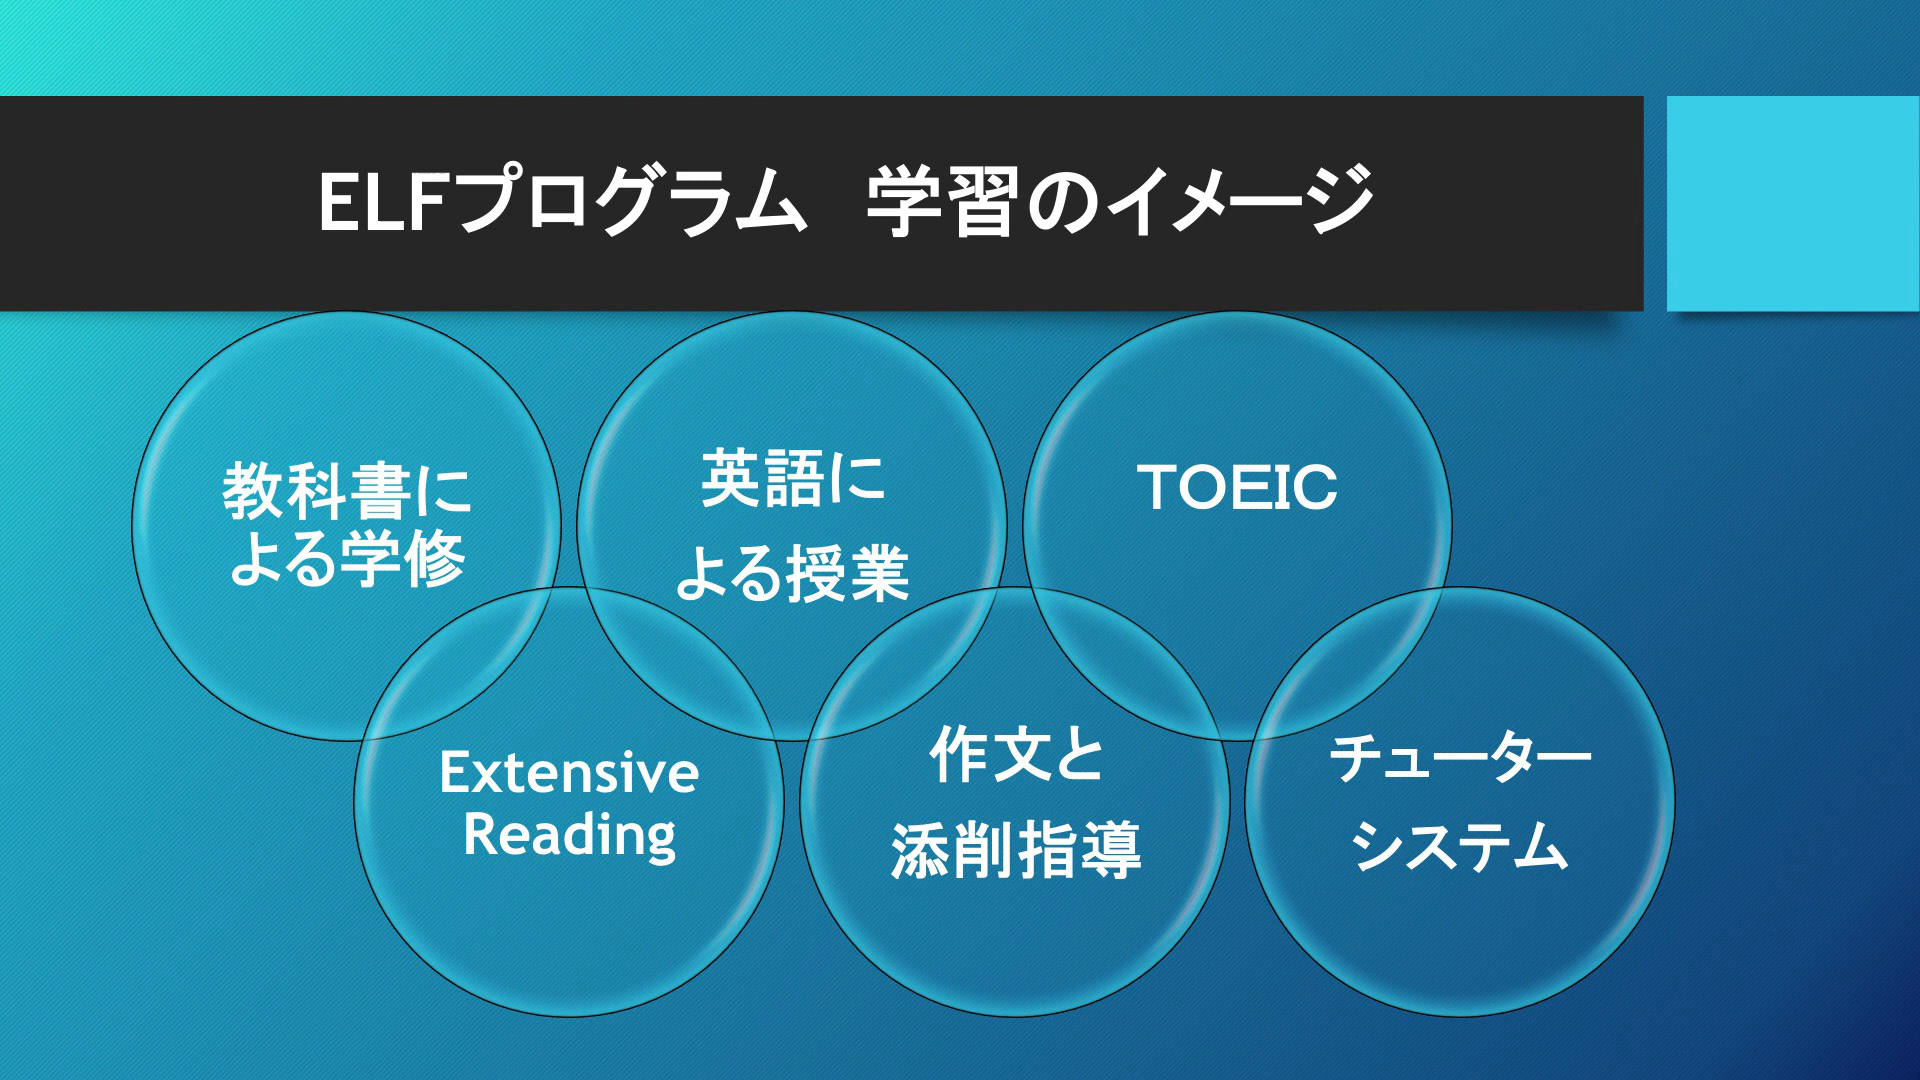 ELFプログラム　学習のイメージ
教科書に
よる学修
英語に
よる授業
TOEIC
Extensive
Reading
作文と
添削指導
チューター
システム